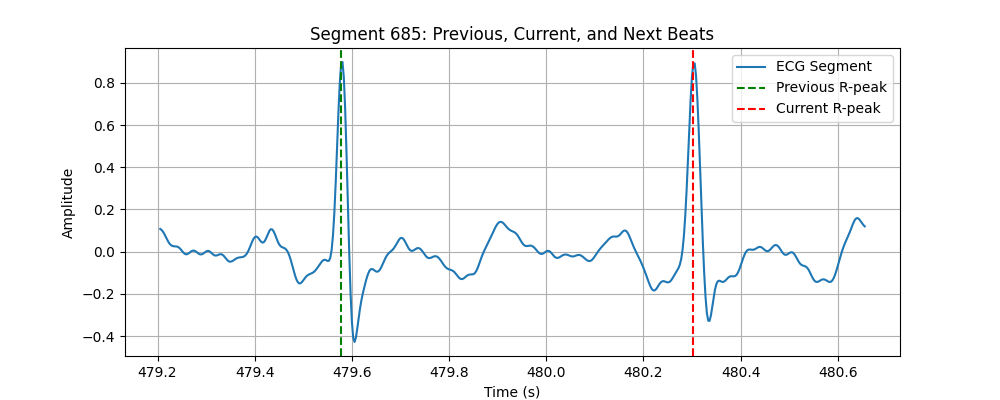 Segment 685: Previous, Current, and Next Beats
ECG Segment
Previous R-peak
Current R-peak
Amplitude
0.8
0.6
0.4
0.2
0.0
−0.2
−0.4
479.2 479.4 479.6 479.8 480.0 480.2 480.4 480.6
Time (s)